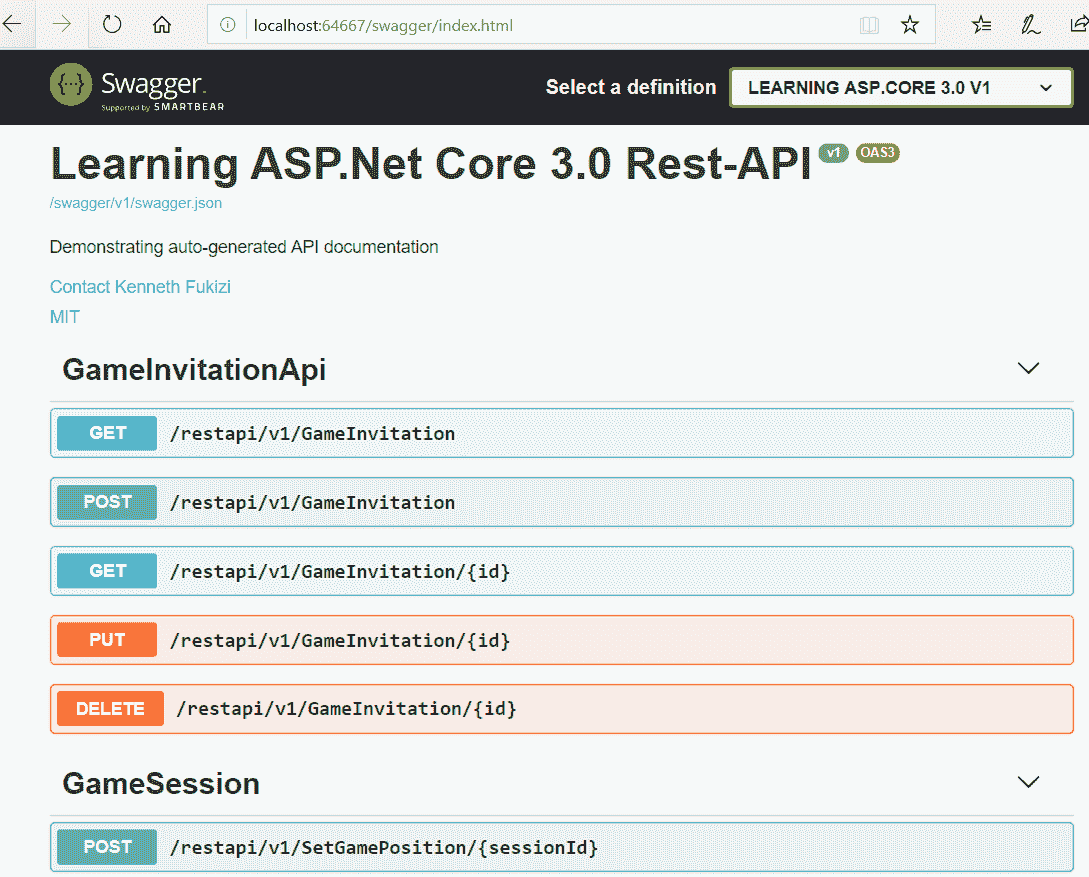 localhost:64667/swagger/index.html
Swagger.
Supported by SMARTBEAR
Select a definition
LEARNING ASP.CORE 3.0 V1
Learning ASP.Net Core 3.0 Rest-API v1 OAS3
/swagger/v1/swagger.json
Demonstrating auto-generated API documentation
Contact Kenneth Fukizi
MIT
GameInvitationApi
GET /restapi/v1/GameInvitation
POST /restapi/v1/GameInvitation
GET /restapi/v1/GameInvitation/{id}
PUT /restapi/v1/GameInvitation/{id}
DELETE /restapi/v1/GameInvitation/{id}
GameSession
POST /restapi/v1/SetGamePosition/{sessionId}